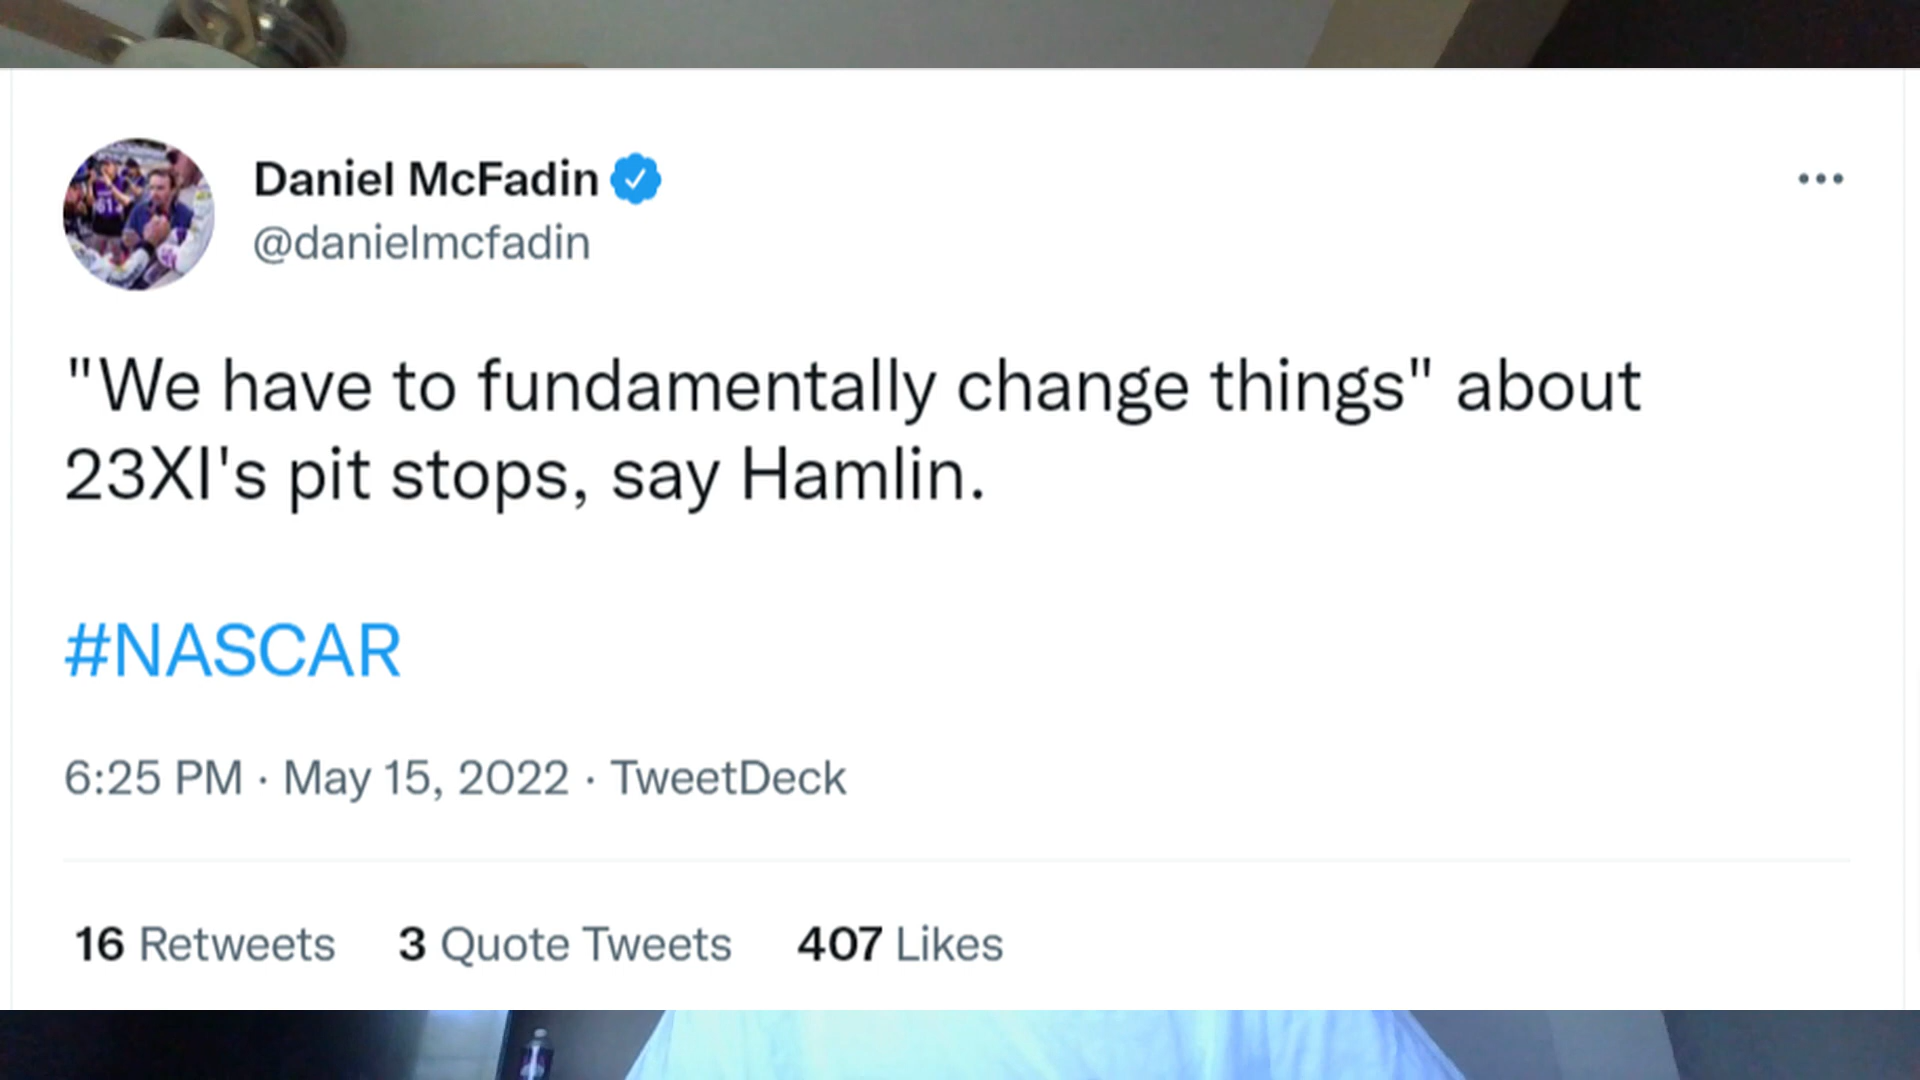 Daniel McFadin
@danielmcfadin
"We have to fundamentally change things" about
23XI's pit stops, say Hamlin.
#NASCAR
6:25 PM · May 15, 2022 · TweetDeck
16 Retweets 3 Quote Tweets 407 Likes